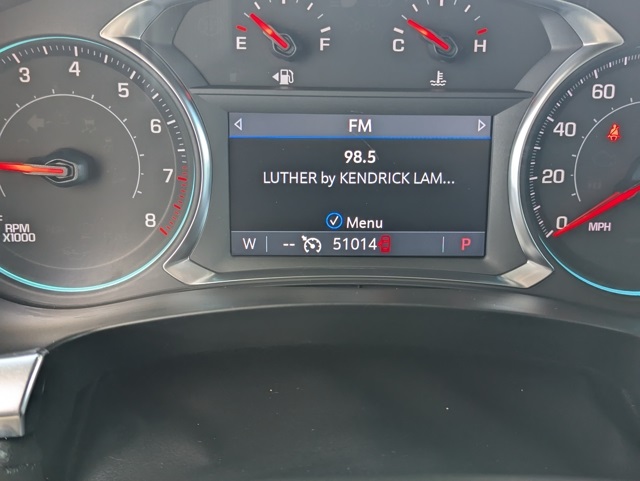 E F
C H
3 4 5 6 7 8
RPM
X1000
FM
98.5
LUTHER by KENDRICK LAM...
Menu
W -- 51014 P
60
40
20
0
MPH